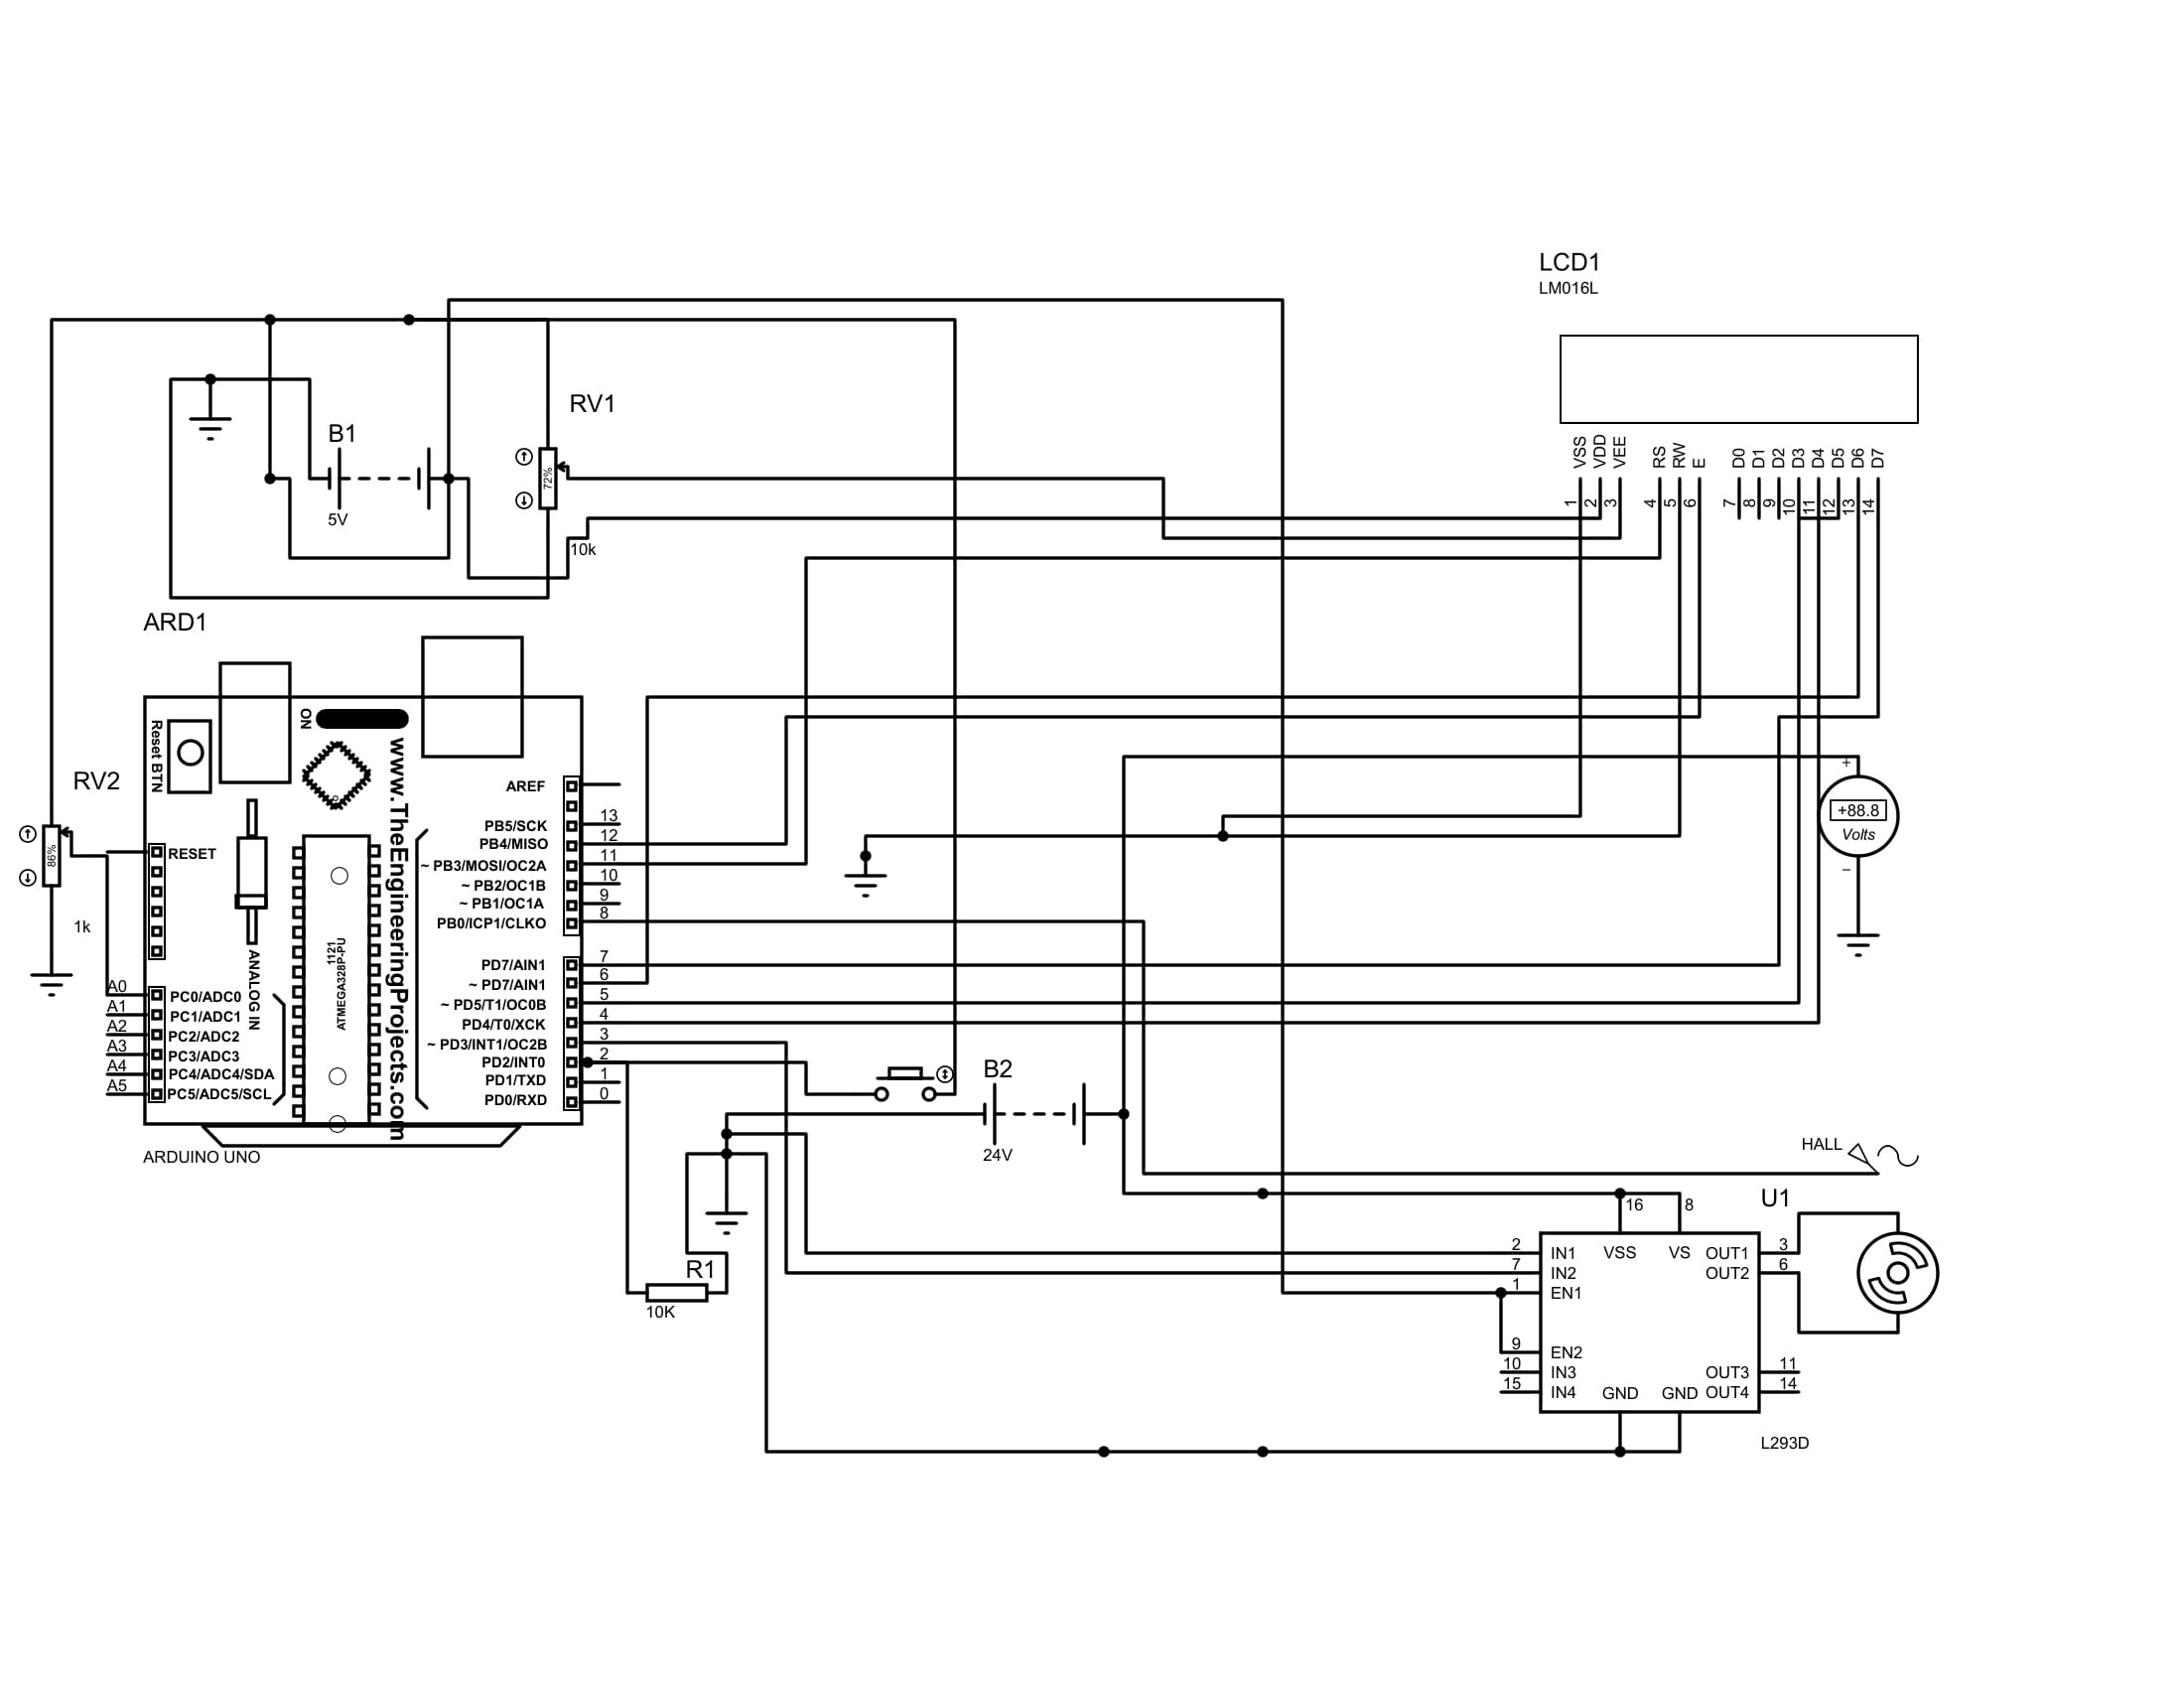 LCD1
LM016L
VSS
VDD
VEE
RS
RW
E
D0
D1
D2
D3
D4
D5
D6
D7
1
2
3
4
5
6
7
8
9
10
11
12
13
14
RV1
72%
10k
B1
5V
ARD1
ARDUINO UNO
Reset BTN
ON
www.TheEngineeringProjects.com
ANALOG IN
1121
ATMEGA328P-PU
RV2
86%
1k
RESET
A0 PC0/ADC0
A1 PC1/ADC1
A2 PC2/ADC2
A3 PC3/ADC3
A4 PC4/ADC4/SDA
A5 PC5/ADC5/SCL
AREF
PB5/SCK 13
PB4/MISO 12
~ PB3/MOSI/OC2A 11
~ PB2/OC1B 10
~ PB1/OC1A 9
PB0/ICP1/CLKO 8
PD7/AIN1 7
~ PD7/AIN1 6
~ PD5/T1/OC0B 5
PD4/T0/XCK 4
~ PD3/INT1/OC2B 3
PD2/INT0 2
PD1/TXD 1
PD0/RXD 0
+
+88.8
Volts
–
B2
24V
R1
10K
HALL
U1
16
8
2 IN1 VSS VS OUT1 3
7 IN2 OUT2 6
1 EN1
9 EN2
10 IN3 OUT3 11
15 IN4 GND GND OUT4 14
L293D